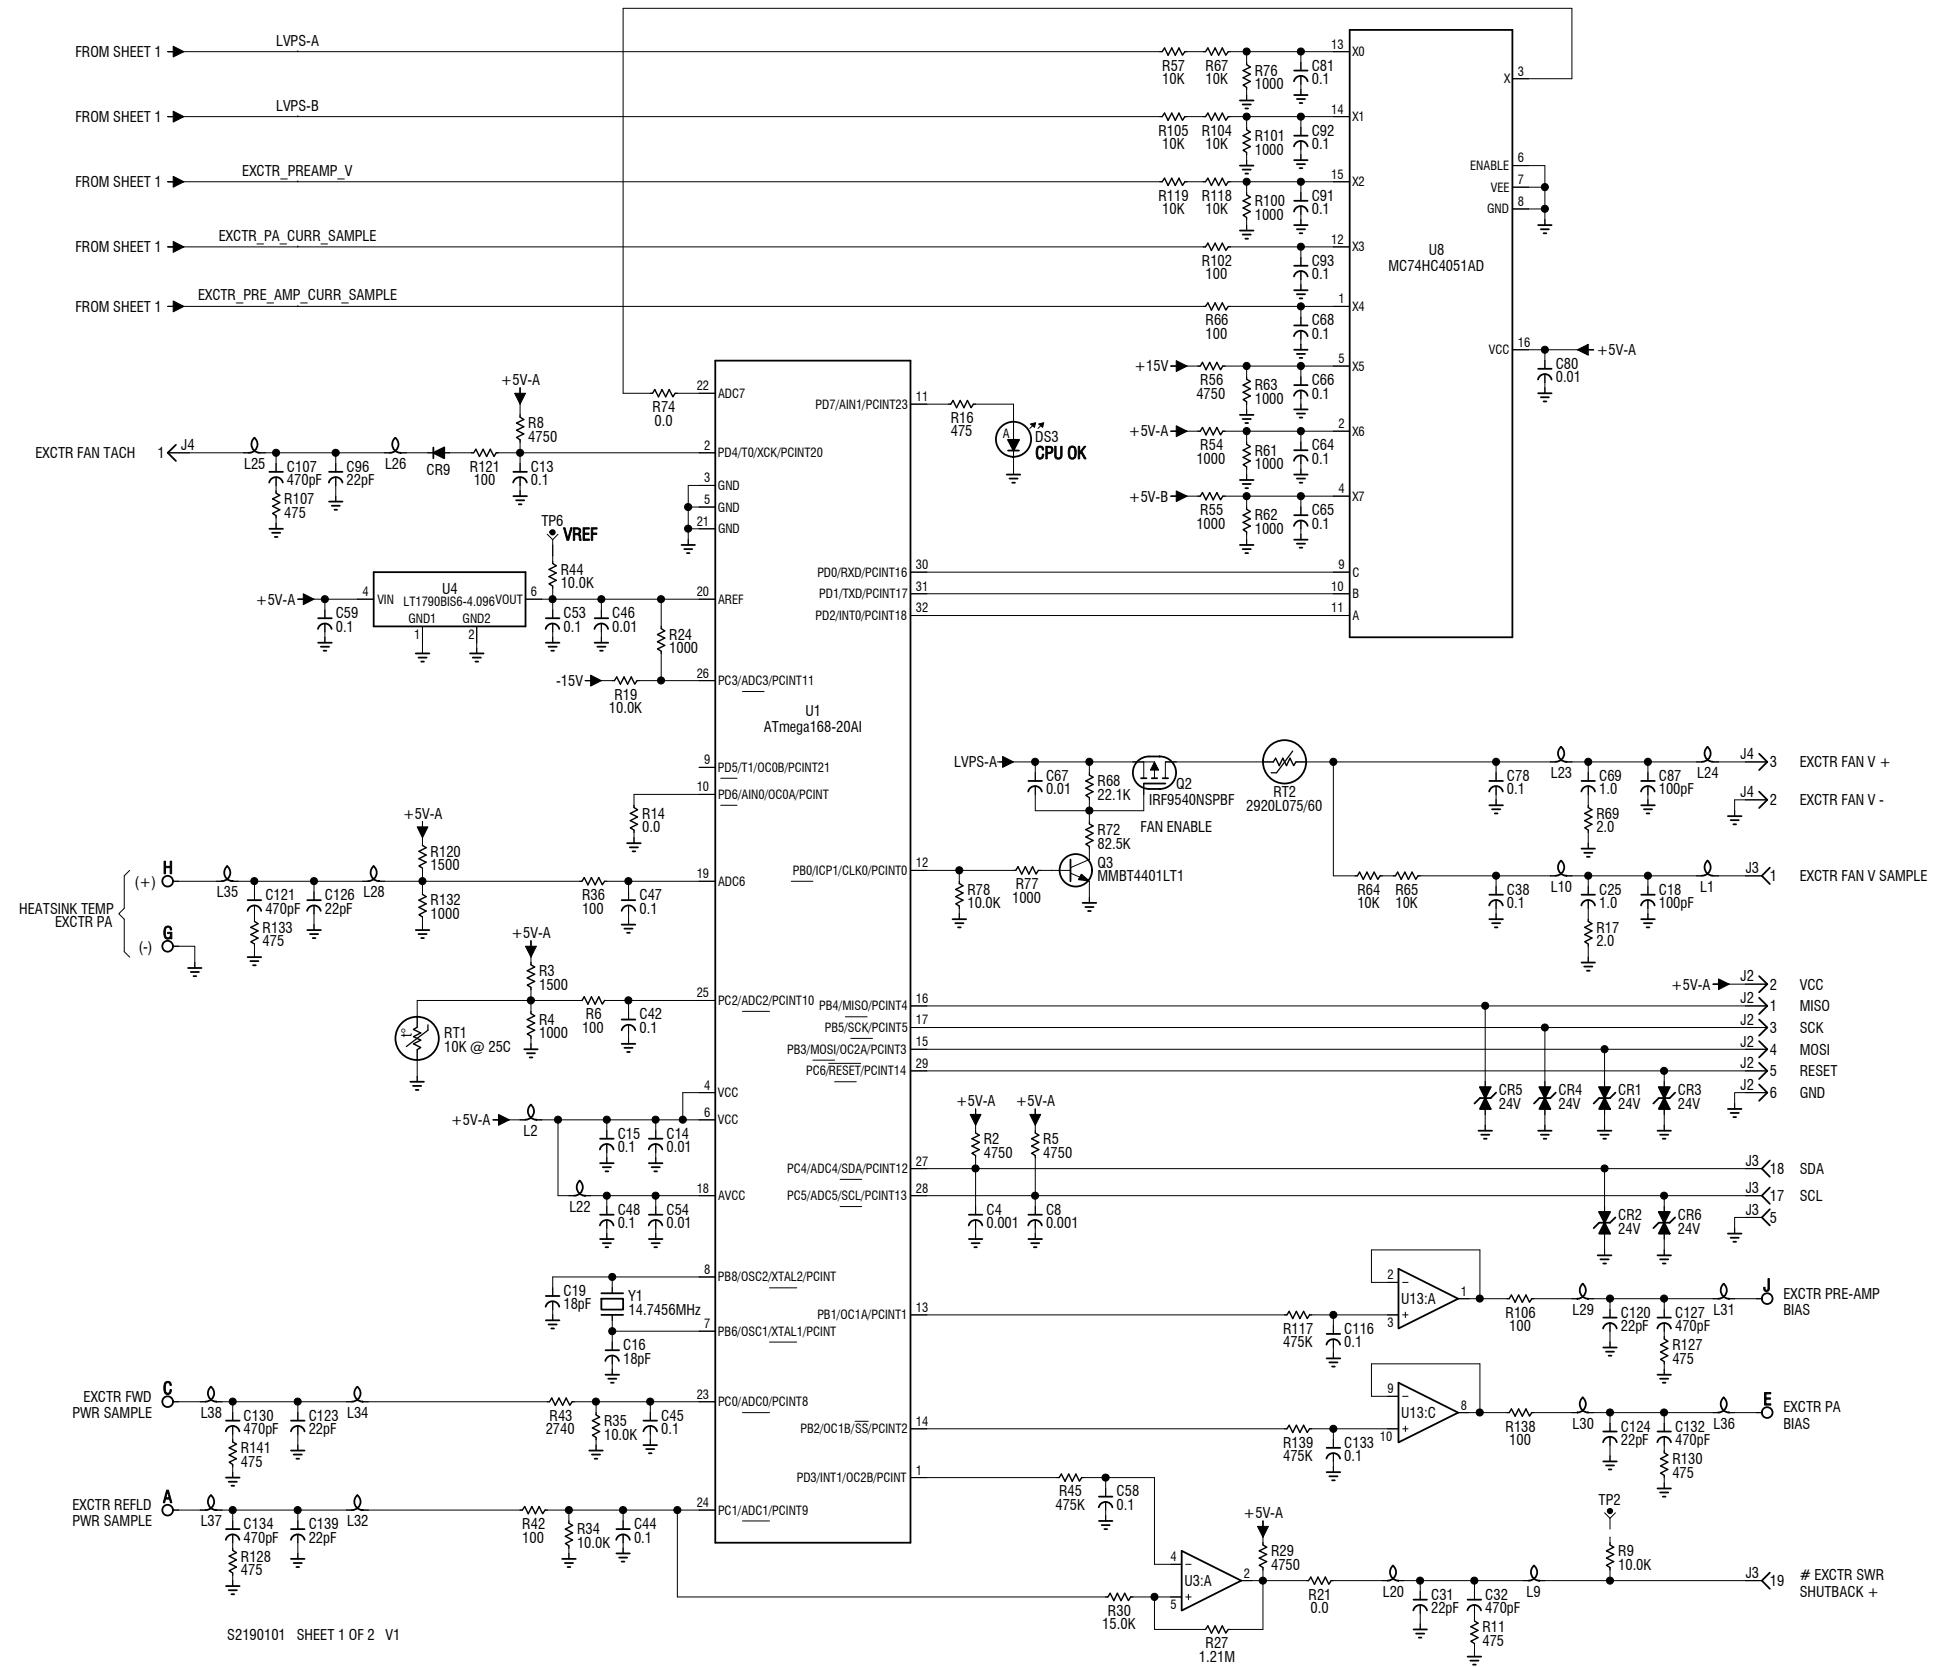 FROM SHEET 1
LVPS-A
R57
10K
R67
10K
R76
1000
C81
0.1
13
X0
X
3
FROM SHEET 1
LVPS-B
R105
10K
R104
10K
R101
1000
C92
0.1
14
X1
FROM SHEET 1
EXCTR_PREAMP_V
R119
10K
R118
10K
R100
1000
C91
0.1
15
X2
ENABLE
6
VEE
7
GND
8
FROM SHEET 1
EXCTR_PA_CURR_SAMPLE
R102
100
C93
0.1
12
X3
U8
MC74HC4051AD
FROM SHEET 1
EXCTR_PRE_AMP_CURR_SAMPLE
R66
100
C68
0.1
1
X4
+15V
R56
4750
R63
1000
C66
0.1
5
X5
VCC
16
+5V-A
C80
0.01
+5V-A
R54
1000
R61
1000
C64
0.1
2
X6
+5V-B
R55
1000
R62
1000
C65
0.1
4
X7
9
C
10
B
11
A
R74
0.0
22
ADC7
PD7/AIN1/PCINT23
11
R16
475
A
DS3
CPU OK
EXCTR FAN TACH
1
J4
L25
C107
470pF
R107
475
C96
22pF
L26
CR9
R121
100
+5V-A
R8
4750
C13
0.1
2
PD4/T0/XCK/PCINT20
3
GND
5
GND
21
GND
TP6
VREF
R44
10.0K
+5V-A
C59
0.1
4
VIN
U4
LT1790BIS6-4.096
VOUT
6
GND1
GND2
1
2
C53
0.1
C46
0.01
20
AREF
R24
1000
PD0/RXD/PCINT16
30
PD1/TXD/PCINT17
31
PD2/INT0/PCINT18
32
-15V
R19
10.0K
26
PC3/ADC3/PCINT11
U1
ATmega168-20AI
9
PD5/T1/OC0B/PCINT21
10
PD6/AIN0/OC0A/PCINT
R14
0.0
LVPS-A
C67
0.01
R68
22.1K
Q2
IRF9540NSPBF
FAN ENABLE
R72
82.5K
Q3
MMBT4401LT1
RT2
2920L075/60
C78
0.1
L23
C69
1.0
R69
2.0
C87
100pF
L24
J4
3
EXCTR FAN V +
J4
2
EXCTR FAN V -
PB0/ICP1/CLK0/PCINT0
12
R78
10.0K
R77
1000
R64
10K
R65
10K
C38
0.1
L10
C25
1.0
R17
2.0
C18
100pF
L1
J3
1
EXCTR FAN V SAMPLE
HEATSINK TEMP
EXCTR PA
(+)
H
(-)
G
L35
C121
470pF
R133
475
C126
22pF
L28
+5V-A
R120
1500
R132
1000
R36
100
C47
0.1
19
ADC6
+5V-A
R3
1500
R4
1000
R6
100
C42
0.1
25
PC2/ADC2/PCINT10
RT1
10K @ 25C
PB4/MISO/PCINT4
16
PB5/SCK/PCINT5
17
PB3/MOSI/OC2A/PCINT3
15
PC6/RESET/PCINT14
29
+5V-A
J2
2
VCC
J2
1
MISO
J2
3
SCK
J2
4
MOSI
J2
5
RESET
J2
6
GND
CR5
24V
CR4
24V
CR1
24V
CR3
24V
4
VCC
6
VCC
+5V-A
L2
C15
0.1
C14
0.01
L22
C48
0.1
C54
0.01
18
AVCC
+5V-A
R2
4750
+5V-A
R5
4750
PC4/ADC4/SDA/PCINT12
27
PC5/ADC5/SCL/PCINT13
28
C4
0.001
C8
0.001
J3
18
SDA
J3
17
SCL
J3
5
CR2
24V
CR6
24V
C19
18pF
Y1
14.7456MHz
C16
18pF
8
PB8/OSC2/XTAL2/PCINT
7
PB6/OSC1/XTAL1/PCINT
PB1/OC1A/PCINT1
13
R117
475K
C116
0.1
2
3
U13:A
1
R106
100
L29
C120
22pF
C127
470pF
R127
475
L31
J
EXCTR PRE-AMP
BIAS
EXCTR FWD
PWR SAMPLE
C
L38
C130
470pF
R141
475
C123
22pF
L34
R43
2740
R35
10.0K
C45
0.1
23
PC0/ADC0/PCINT8
PB2/OC1B/SS/PCINT2
14
R139
475K
C133
0.1
9
10
U13:C
8
R138
100
L30
C124
22pF
C132
470pF
R130
475
L36
E
EXCTR PA
BIAS
EXCTR REFLD
PWR SAMPLE
A
L37
C134
470pF
R128
475
C139
22pF
L32
R42
100
R34
10.0K
C44
0.1
24
PC1/ADC1/PCINT9
PD3/INT1/OC2B/PCINT
1
R45
475K
C58
0.1
4
5
U3:A
2
+5V-A
R29
4750
R30
15.0K
R27
1.21M
R21
0.0
L20
C31
22pF
C32
470pF
R11
475
L9
TP2
R9
10.0K
J3
19
# EXCTR SWR
SHUTBACK +
S2190101 SHEET 1 OF 2 V1